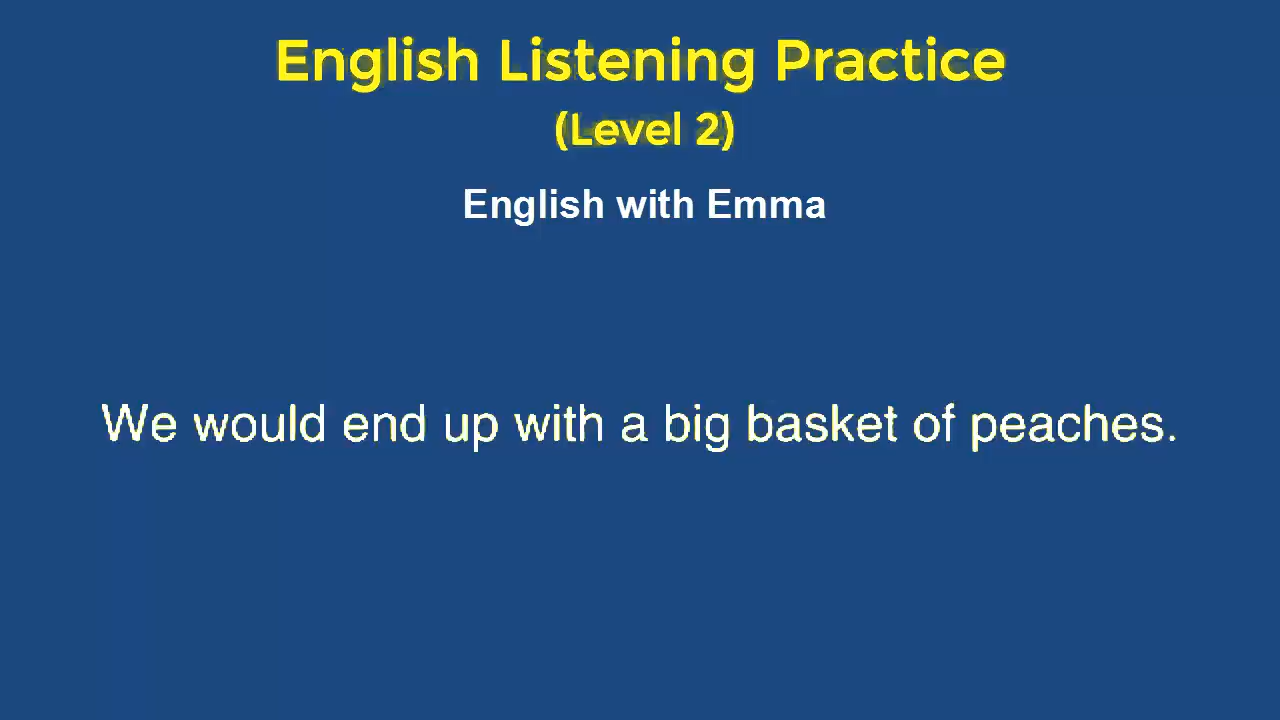 English Listening Practice
(Level 2)
English with Emma
We would end up with a big basket of peaches.